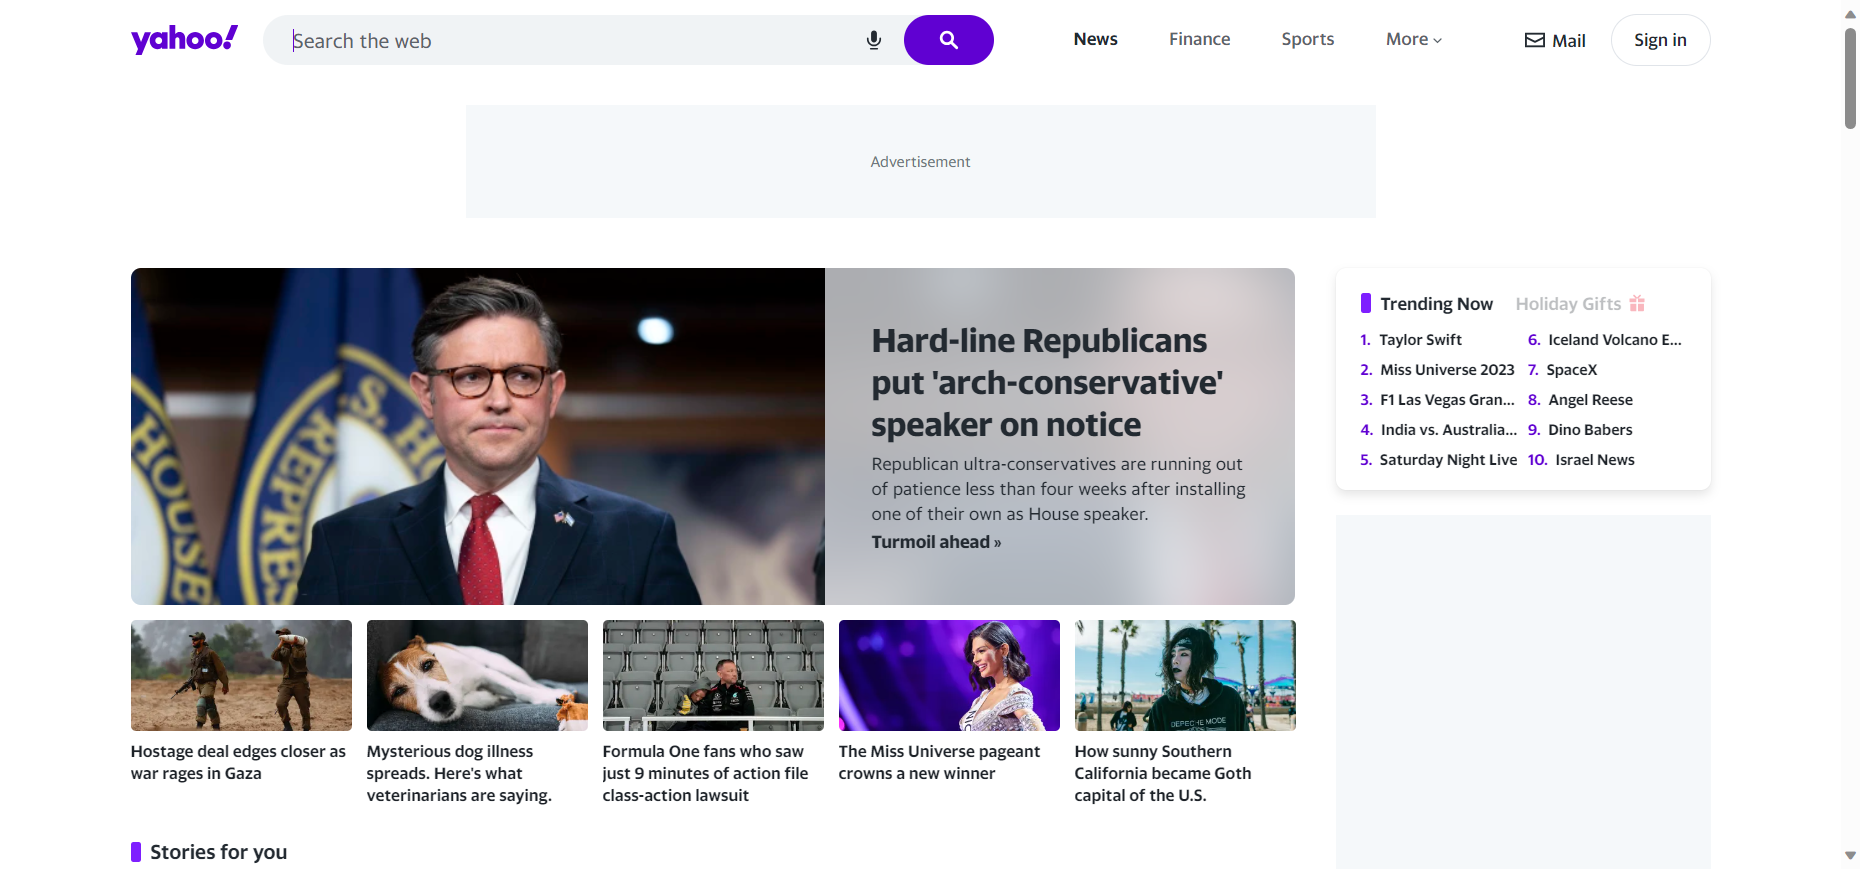 yahoo!
Search the web
News
Finance
Sports
More
Mail
Sign in
Advertisement
HOUSE
S. HO
REPRES
Hard-line Republicans
put 'arch-conservative'
speaker on notice
Republican ultra-conservatives are running out
of patience less than four weeks after installing
one of their own as House speaker.
Turmoil ahead »
Trending Now
Holiday Gifts
1. Taylor Swift
2. Miss Universe 2023
3. F1 Las Vegas Gran...
4. India vs. Australia...
5. Saturday Night Live
6. Iceland Volcano E...
7. SpaceX
8. Angel Reese
9. Dino Babers
10. Israel News
DEPECHE MODE
Hostage deal edges closer as
war rages in Gaza
Mysterious dog illness
spreads. Here's what
veterinarians are saying.
Formula One fans who saw
just 9 minutes of action file
class-action lawsuit
The Miss Universe pageant
crowns a new winner
How sunny Southern
California became Goth
capital of the U.S.
Stories for you